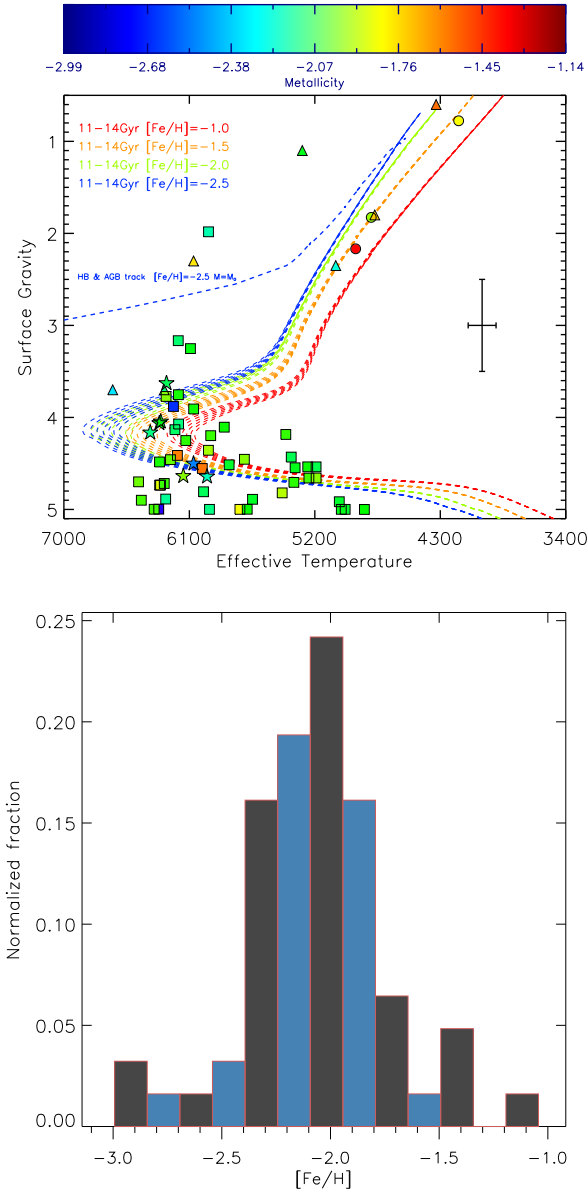 −2.99 −2.68 −2.38 −2.07 −1.76 −1.45 −1.14
Metallicity
11−14Gyr [Fe/H]=−1.0
11−14Gyr [Fe/H]=−1.5
11−14Gyr [Fe/H]=−2.0
11−14Gyr [Fe/H]=−2.5
HB & AGB track [Fe/H]=−2.5 M=M⊙
Surface Gravity
1
2
3
4
5
7000 6100 5200 4300 3400
Effective Temperature
Normalized fraction
0.25
0.20
0.15
0.10
0.05
0.00
−3.0 −2.5 −2.0 −1.5 −1.0
[Fe/H]